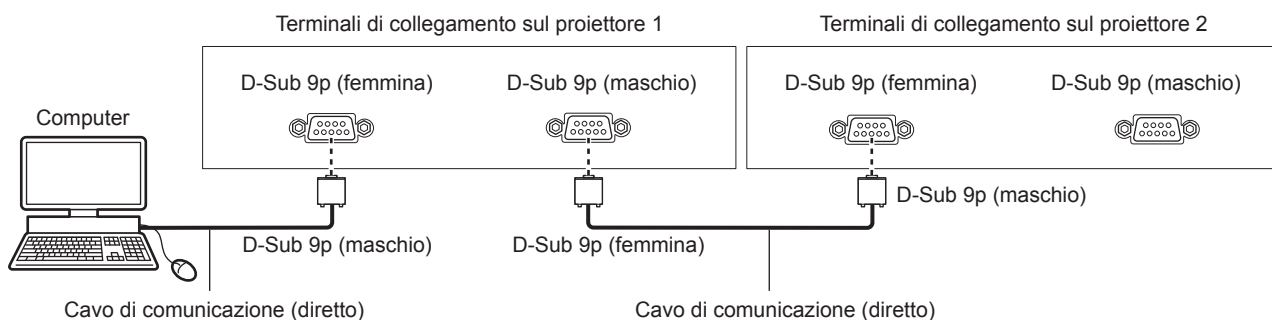 Terminali di collegamento sul proiettore 1
Terminali di collegamento sul proiettore 2
D-Sub 9p (femmina)
D-Sub 9p (maschio)
D-Sub 9p (femmina)
D-Sub 9p (maschio)
Computer
D-Sub 9p (maschio)
D-Sub 9p (maschio)
D-Sub 9p (femmina)
Cavo di comunicazione (diretto)
Cavo di comunicazione (diretto)